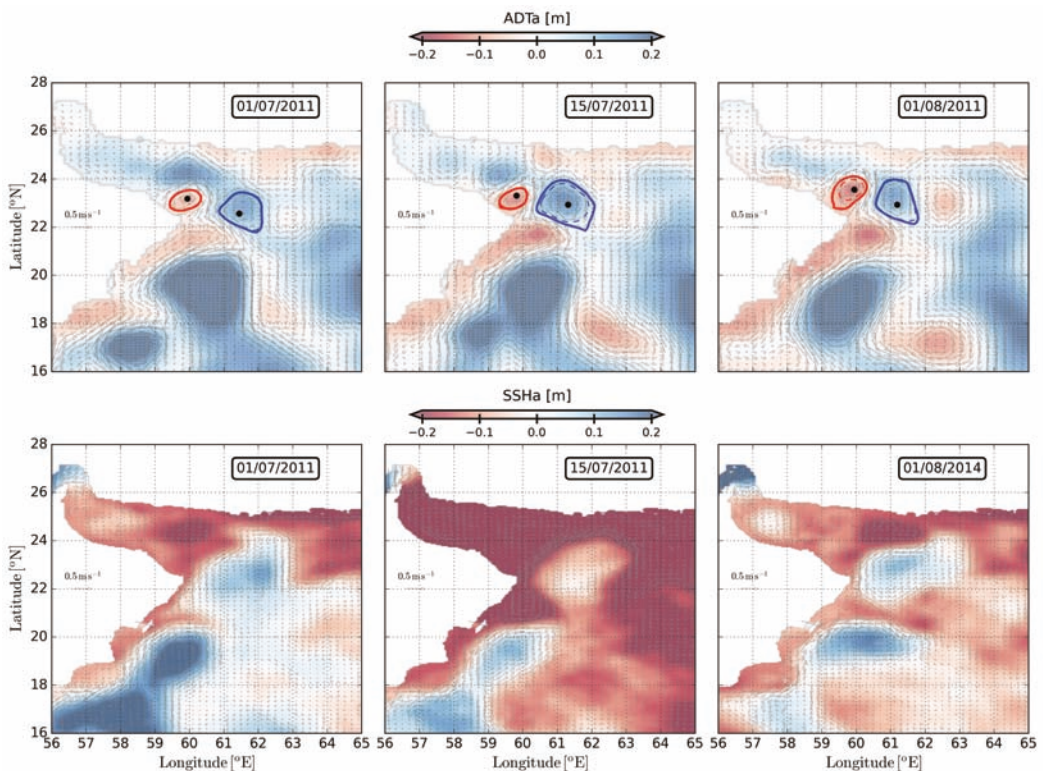 ADTa [m]
−0.2 −0.1 0.0 0.1 0.2
28
26
24
22
20
18
16
Latitude [°N]
0.5 m s⁻¹
01/07/2011
0.5 m s⁻¹
15/07/2011
0.5 m s⁻¹
01/08/2011
SSHa [m]
−0.2 −0.1 0.0 0.1 0.2
28
26
24
22
20
18
16
Latitude [°N]
0.5 m s⁻¹
01/07/2011
0.5 m s⁻¹
15/07/2011
0.5 m s⁻¹
01/08/2014
56 57 58 59 60 61 62 63 64 65
56 57 58 59 60 61 62 63 64 65
56 57 58 59 60 61 62 63 64 65
Longitude [°E]
Longitude [°E]
Longitude [°E]